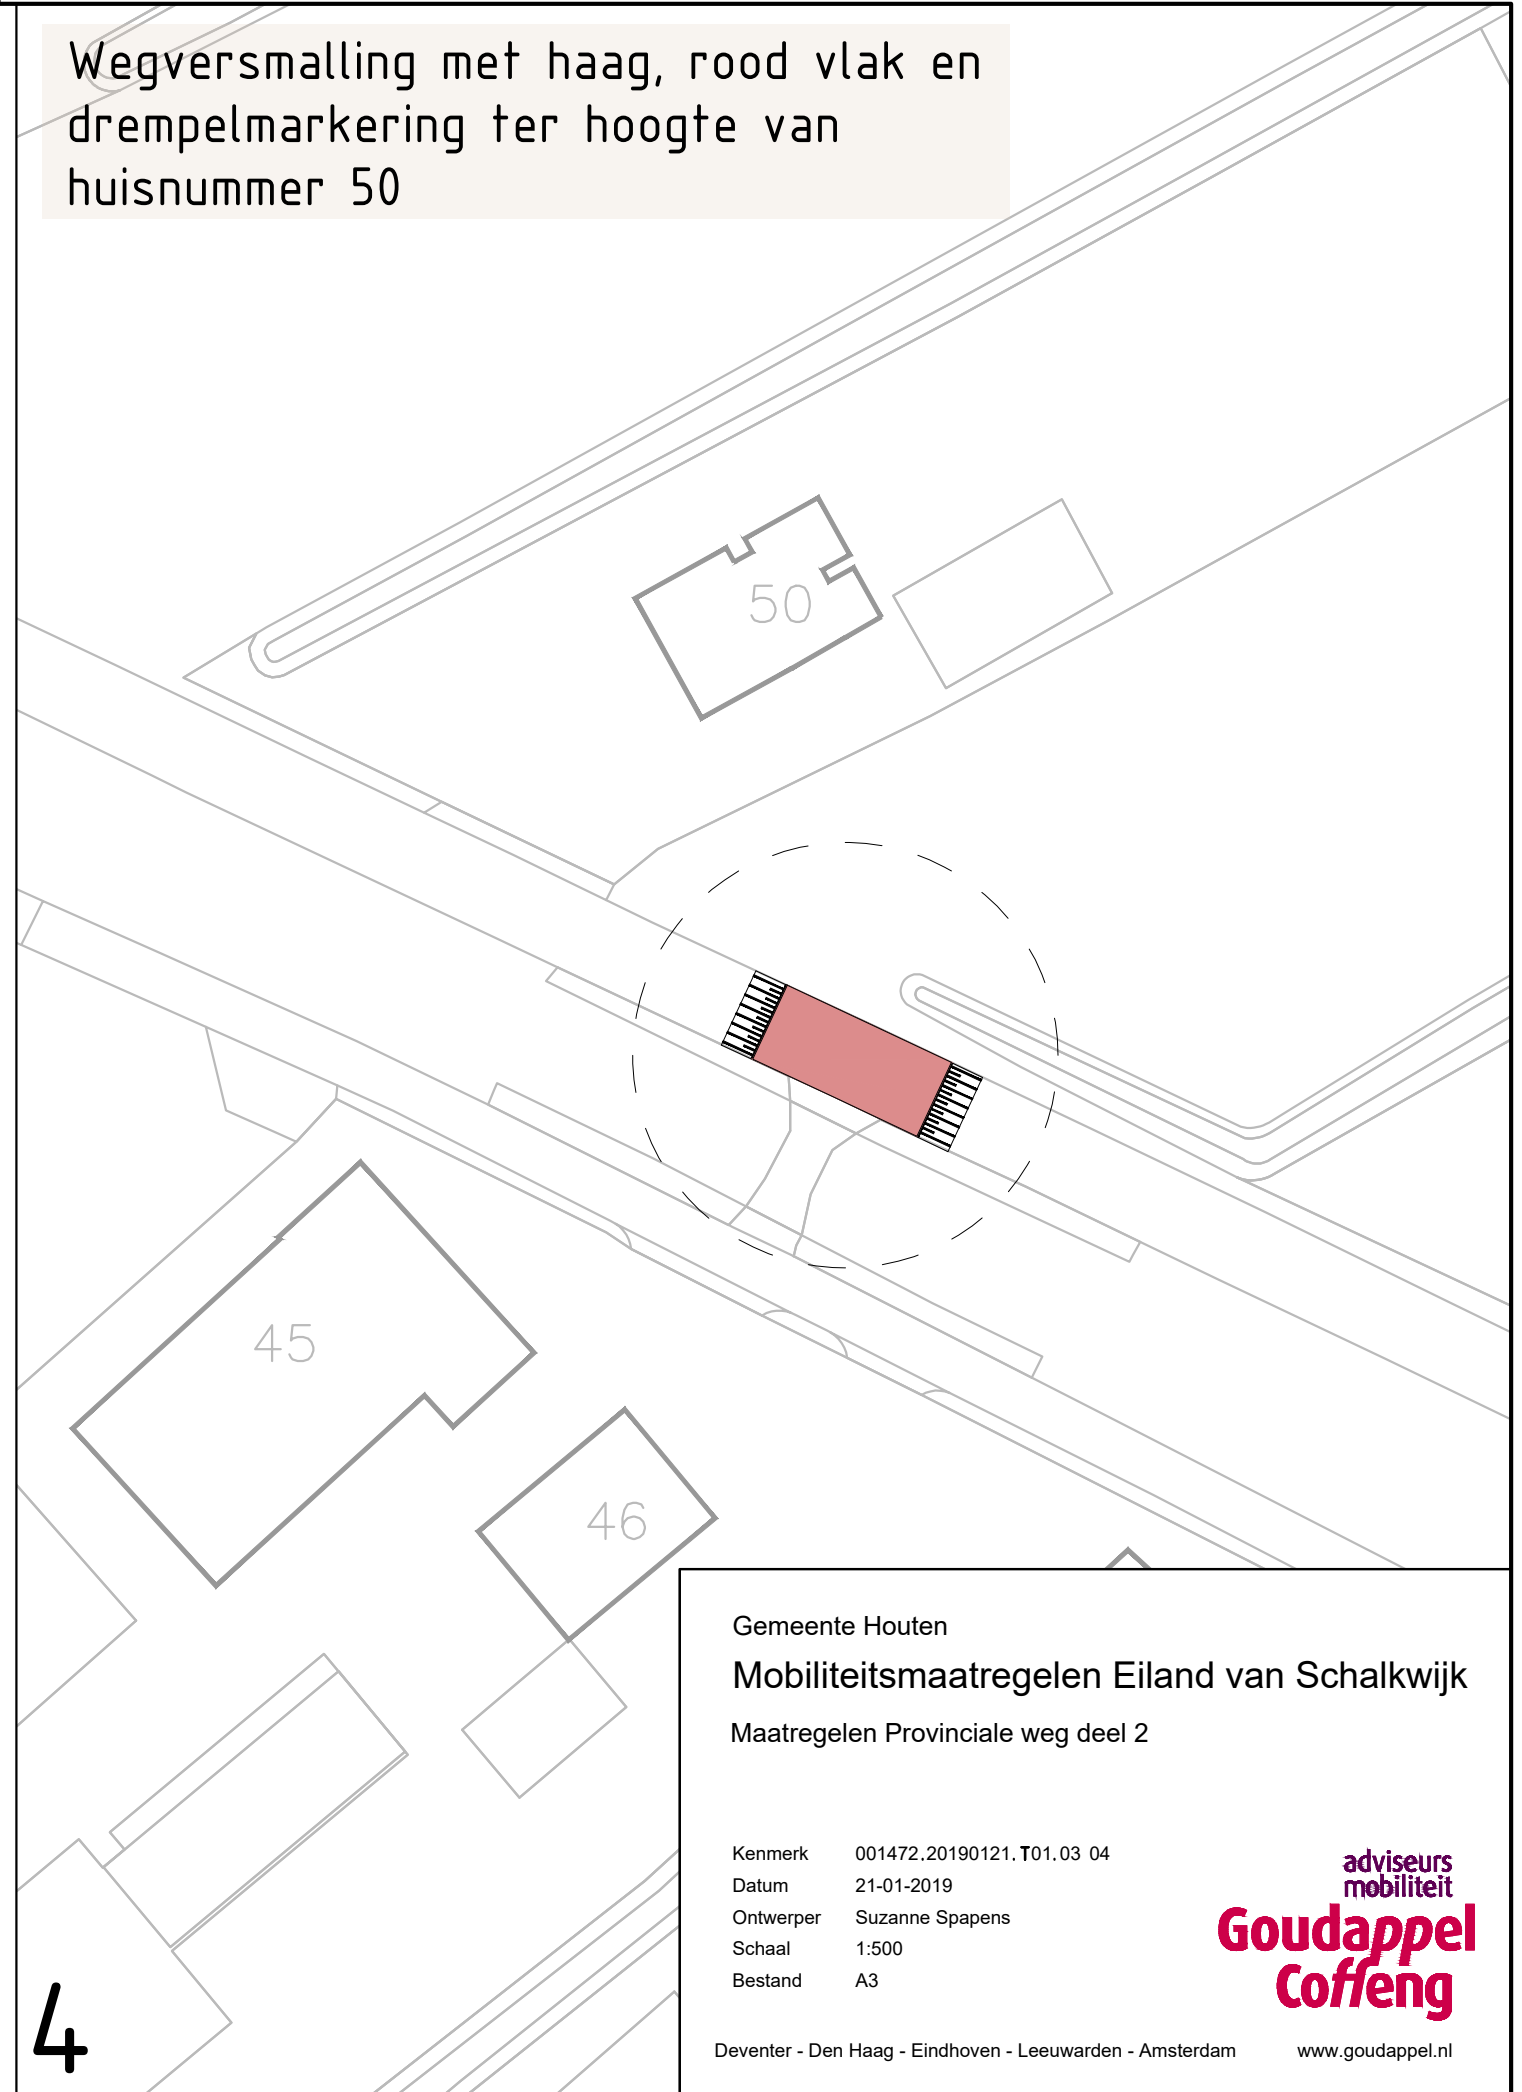 Wegversmalling met haag, rood vlak en
drempelmarkering ter hoogte van
huisnummer 50
50
45
46
Gemeente Houten
Mobiliteitsmaatregelen Eiland van Schalkwijk
Maatregelen Provinciale weg deel 2
Kenmerk 001472.20190121.T01.03 04
Datum 21-01-2019
Ontwerper Suzanne Spapens
Schaal 1:500
Bestand A3
adviseurs
mobiliteit
Goudappel
Coffeng
Deventer - Den Haag - Eindhoven - Leeuwarden - Amsterdam www.goudappel.nl
4